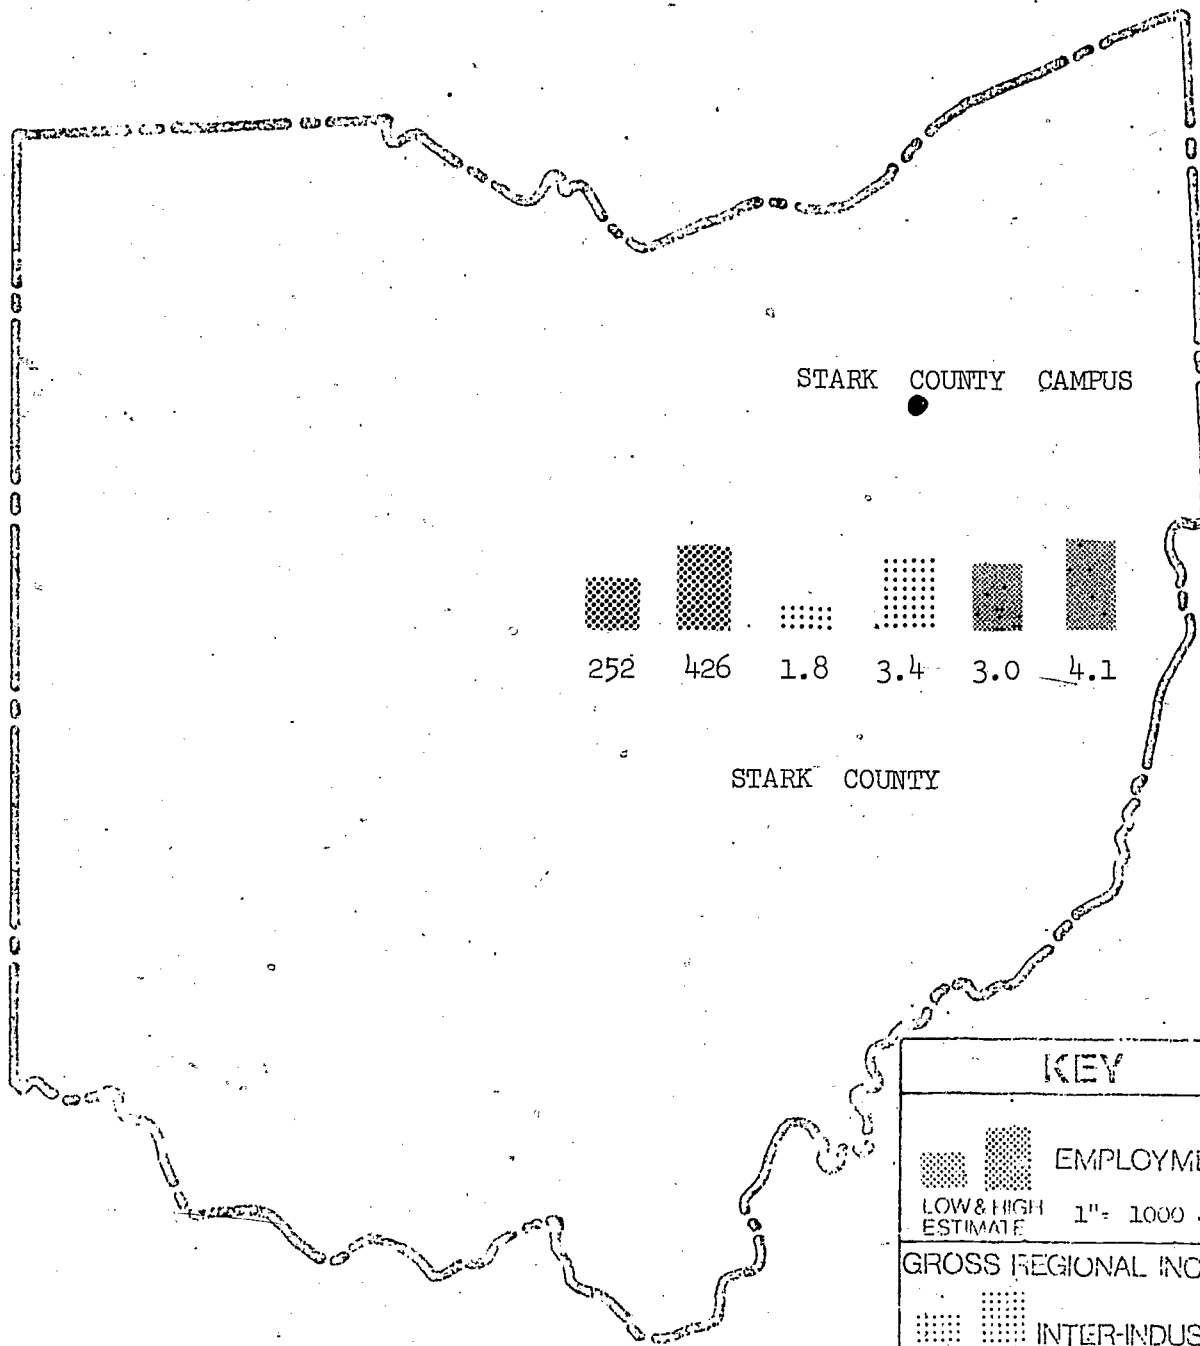 STARK COUNTY CAMPUS
252 426 1.8 3.4 3.0 4.1
STARK COUNTY
KEY
EMPLOYME
LOW & HIGH
ESTIMATE
1"= 1000
GROSS REGIONAL INC
INTER-INDUS